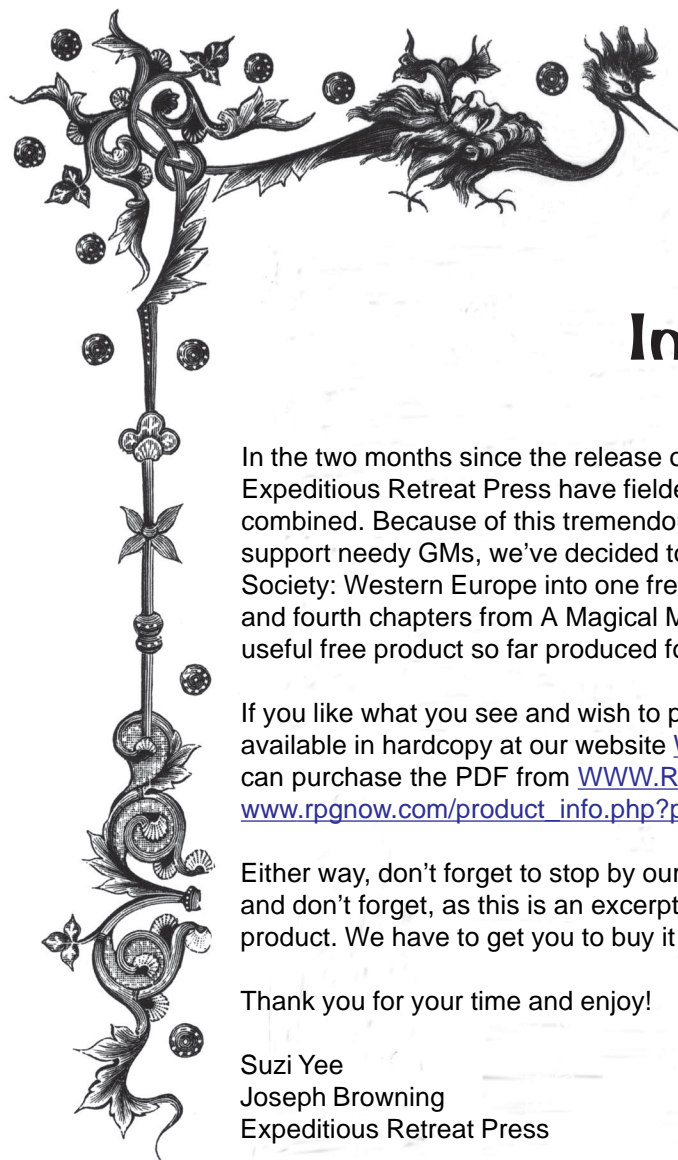 In
In the two months since the release o
Expeditious Retreat Press have fielde
combined. Because of this tremendou
support needy GMs, we've decided to
Society: Western Europe into one fre
and fourth chapters from A Magical M
useful free product so far produced fo
If you like what you see and wish to p
available in hardcopy at our website W
can purchase the PDF from WWW.R
www.rpgnow.com/product_info.php?p
Either way, don't forget to stop by our
and don't forget, as this is an excerpt
product. We have to get you to buy it
Thank you for your time and enjoy!
Suzi Yee
Joseph Browning
Expeditious Retreat Press